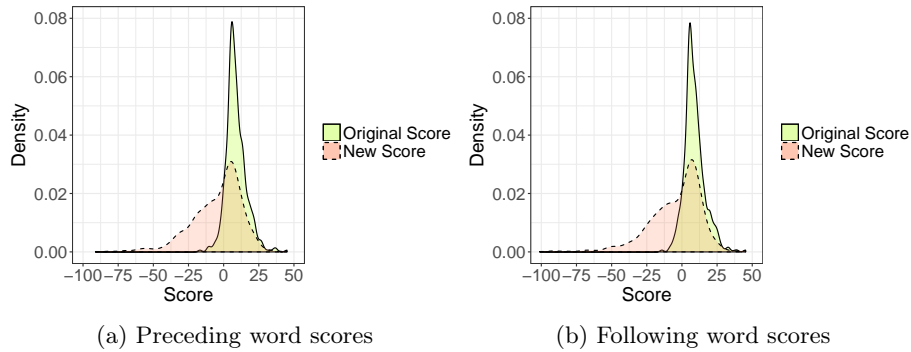 0.08
0.06
0.04
0.02
0.00
Density
−100 −75 −50 −25 0 25 50
Score
Original Score
New Score
(a) Preceding word scores
0.08
0.06
0.04
0.02
0.00
Density
−100 −75 −50 −25 0 25 50
Score
Original Score
New Score
(b) Following word scores